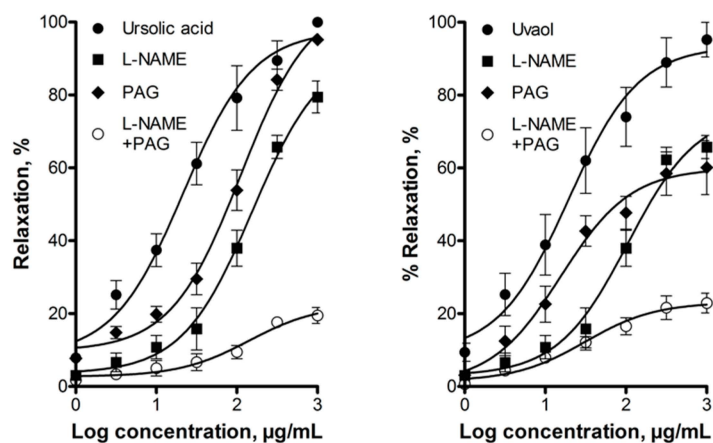 Relaxation, %
100
80
60
40
20
0
Ursolic acid
L-NAME
PAG
L-NAME
+PAG
0
1
2
3
Log concentration, µg/mL
% Relaxation, %
100
80
60
40
20
0
Uvaol
L-NAME
PAG
L-NAME
+PAG
0
1
2
3
Log concentration, µg/mL